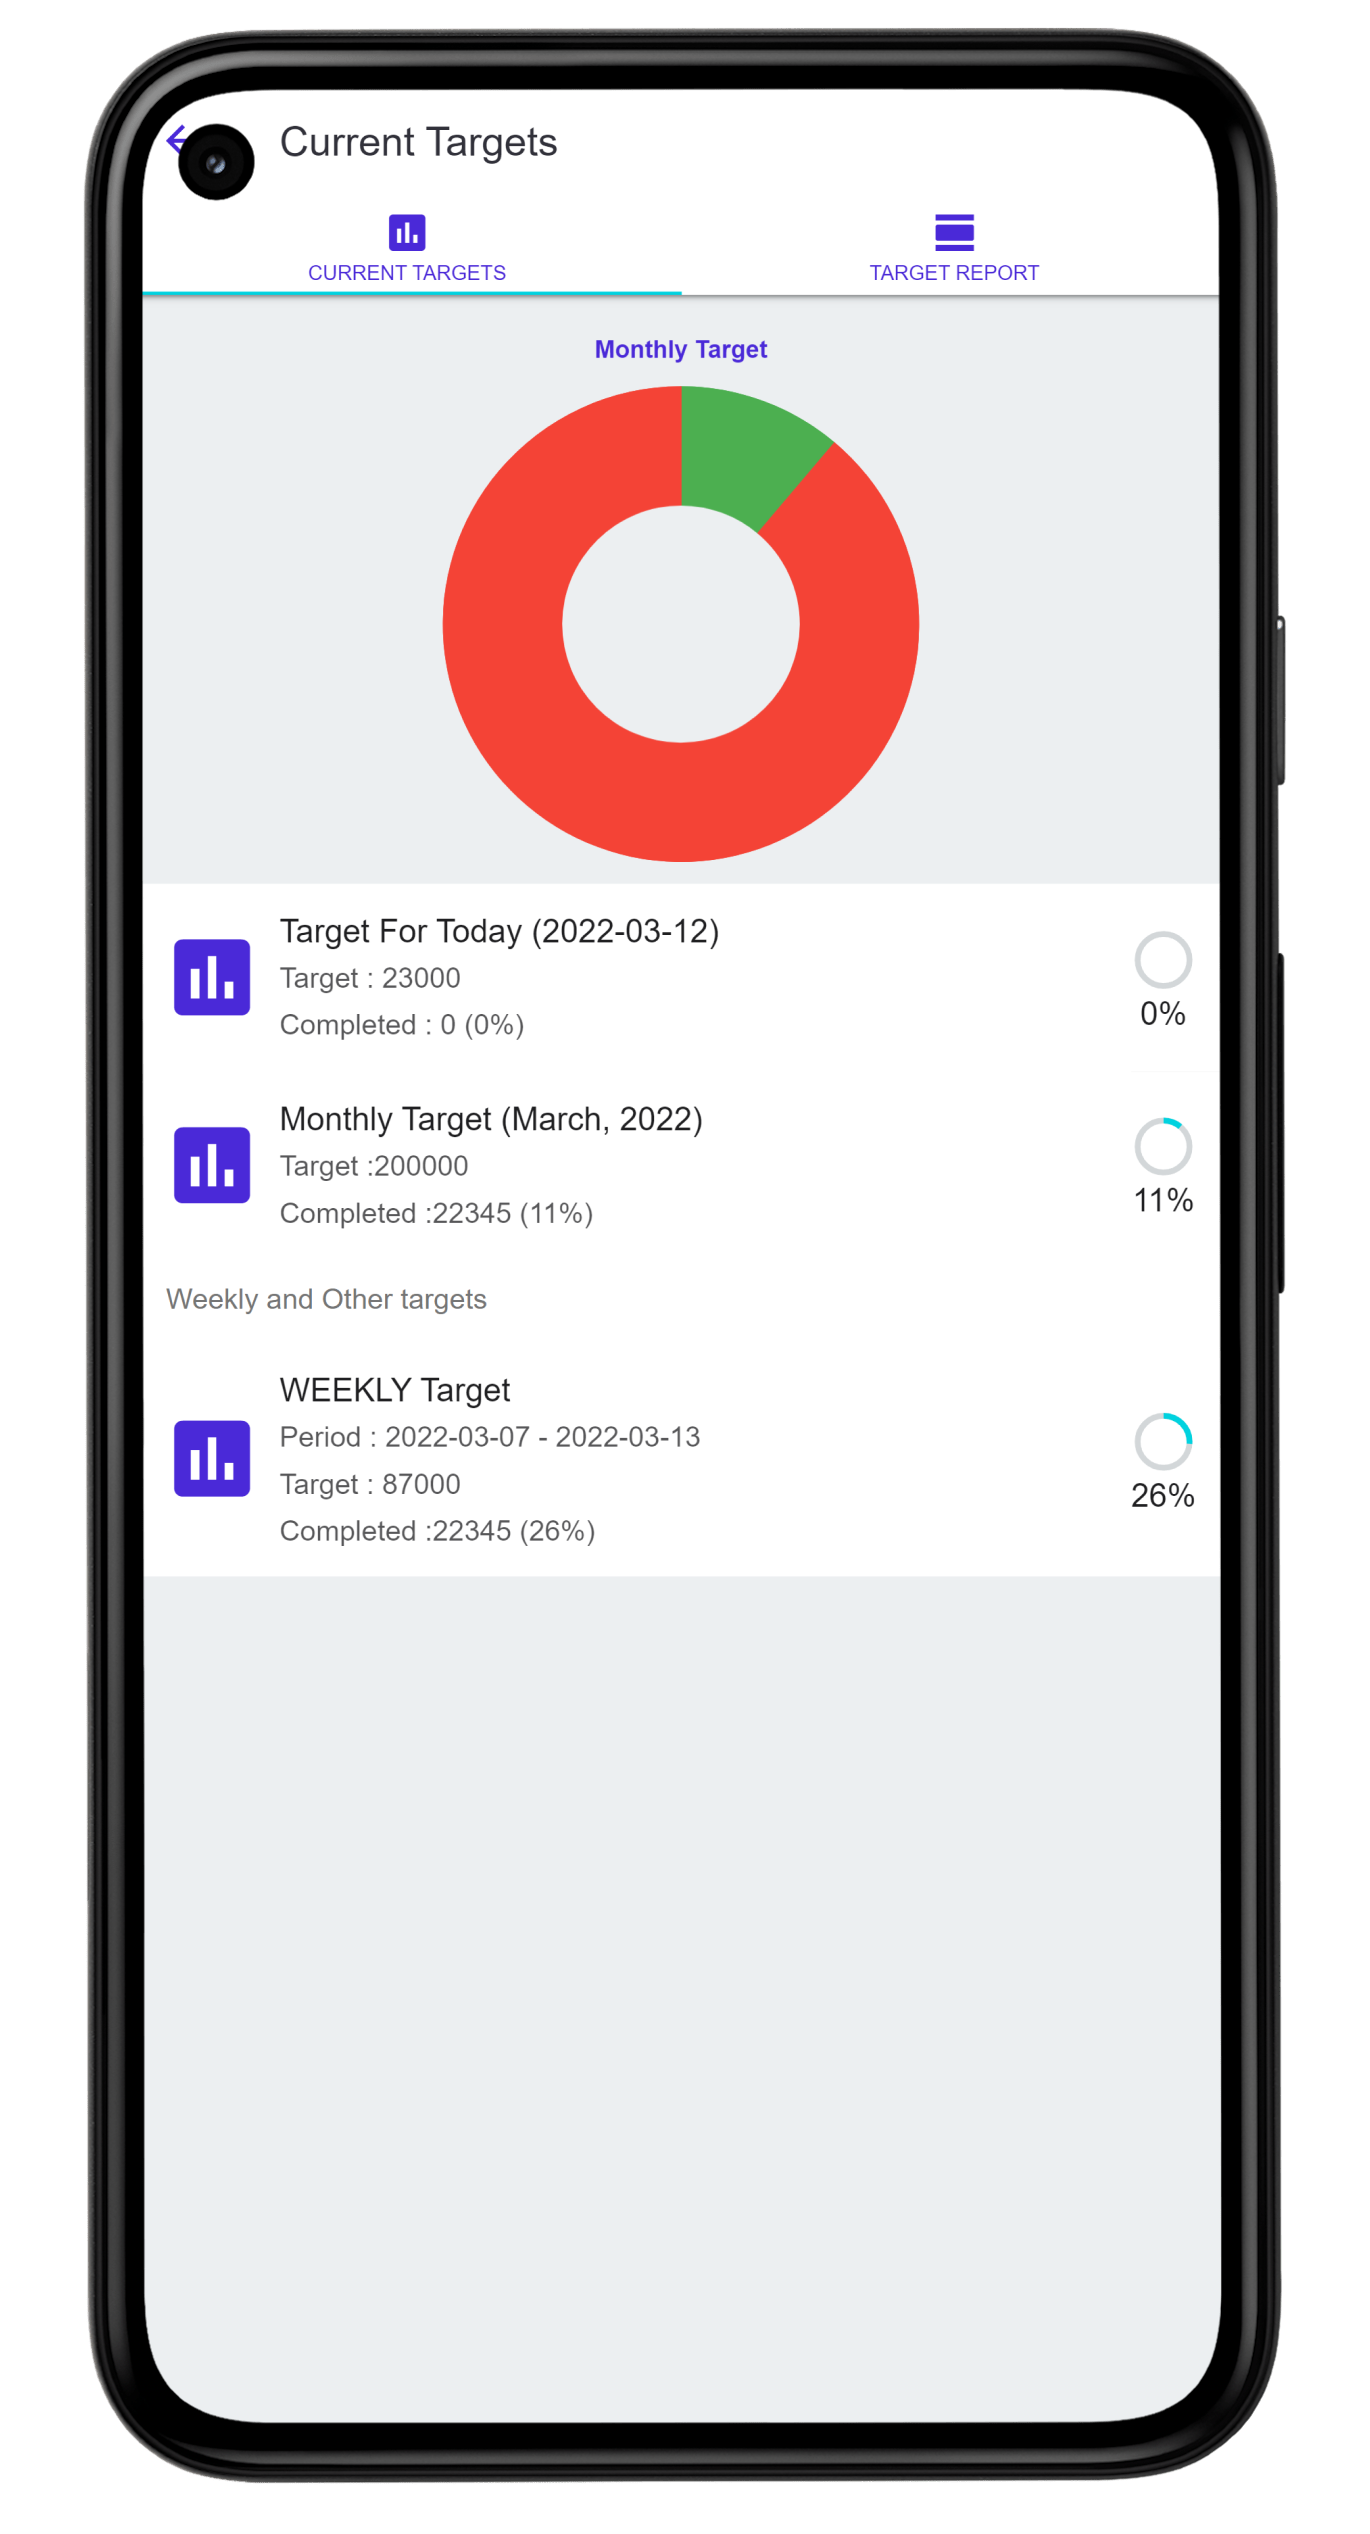 Current Targets
CURRENT TARGETS
TARGET REPORT
Monthly Target
Target For Today (2022-03-12)
Target : 23000
Completed : 0 (0%)
0%
Monthly Target (March, 2022)
Target :200000
Completed :22345 (11%)
11%
Weekly and Other targets
WEEKLY Target
Period : 2022-03-07 - 2022-03-13
Target : 87000
Completed :22345 (26%)
26%